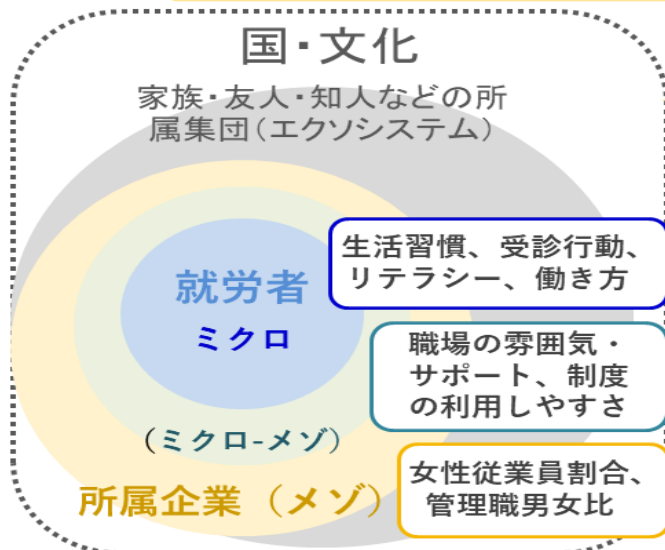 国・文化
家族・友人・知人などの所
属集団（エクソシステム）
就労者
ミクロ
生活習慣、受診行動、
リテラシー、働き方
職場の雰囲気・
サポート、制度
の利用しやすさ
（ミクロ-メゾ）
所属企業（メゾ）
女性従業員割合、
管理職男女比